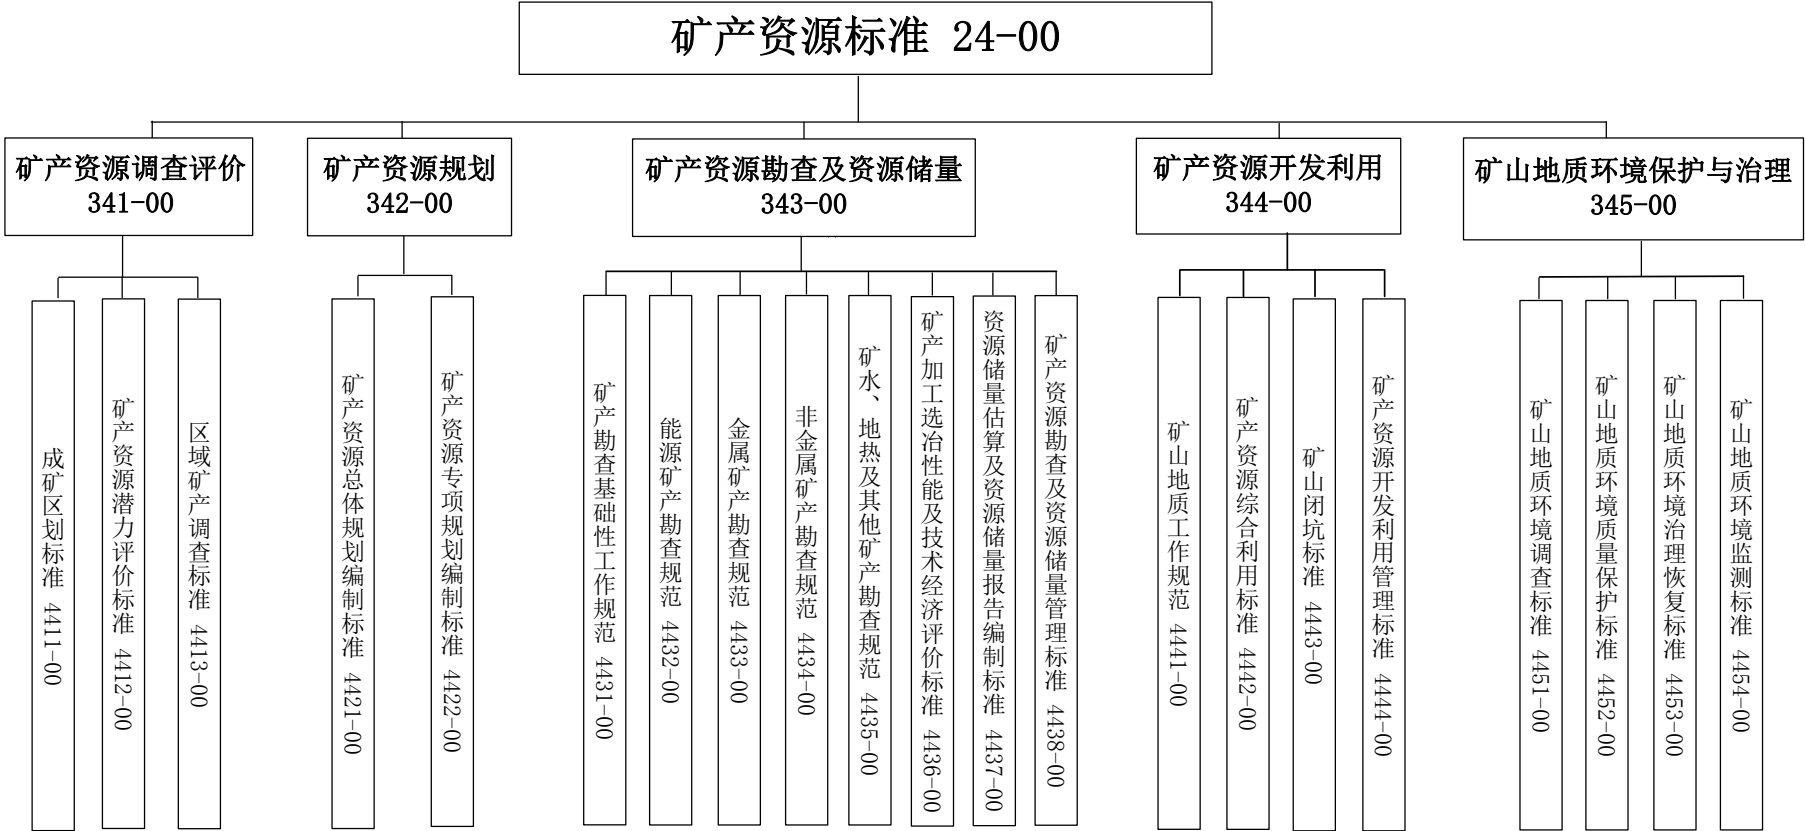 矿产资源标准 24-00
矿产资源调查评价
341-00
矿产资源规划
342-00
矿产资源勘查及资源储量
343-00
矿产资源开发利用
344-00
矿山地质环境保护与治理
345-00
成矿区划标准 4411-00
矿产资源潜力评价标准 4412-00
区域矿产调查标准 4413-00
矿产资源总体规划编制标准 4421-00
矿产资源专项规划编制标准 4422-00
矿产勘查基础性工作规范 4431-00
能源矿产勘查规范 4432-00
金属矿产勘查规范 4433-00
非金属矿产勘查规范 4434-00
矿水、地热及其他矿产勘查规范 4435-00
矿产加工选冶性能及技术经济评价标准 4436-00
资源储量估算及资源储量报告编制标准 4437-00
矿产资源勘查及资源储量管理标准 4438-00
矿山地质工作规范 4441-00
矿产资源综合利用标准 4442-00
矿山闭坑标准 4443-00
矿产资源开发利用管理标准 4444-00
矿山地质环境调查标准 4451-00
矿山地质环境质量保护标准 4452-00
矿山地质环境治理恢复标准 4453-00
矿山地质环境监测标准 4454-00